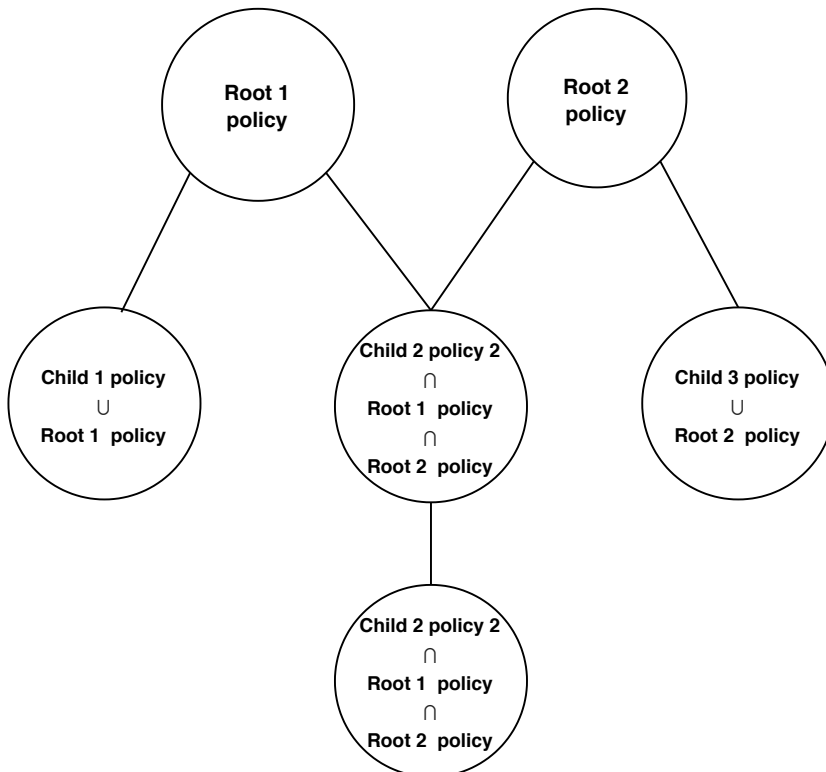 Root 1
policy
Root 2
policy
Child 1 policy
∪
Root 1 policy
Child 2 policy 2
∩
Root 1 policy
∩
Root 2 policy
Child 3 policy
∪
Root 2 policy
Child 2 policy 2
∩
Root 1 policy
∩
Root 2 policy